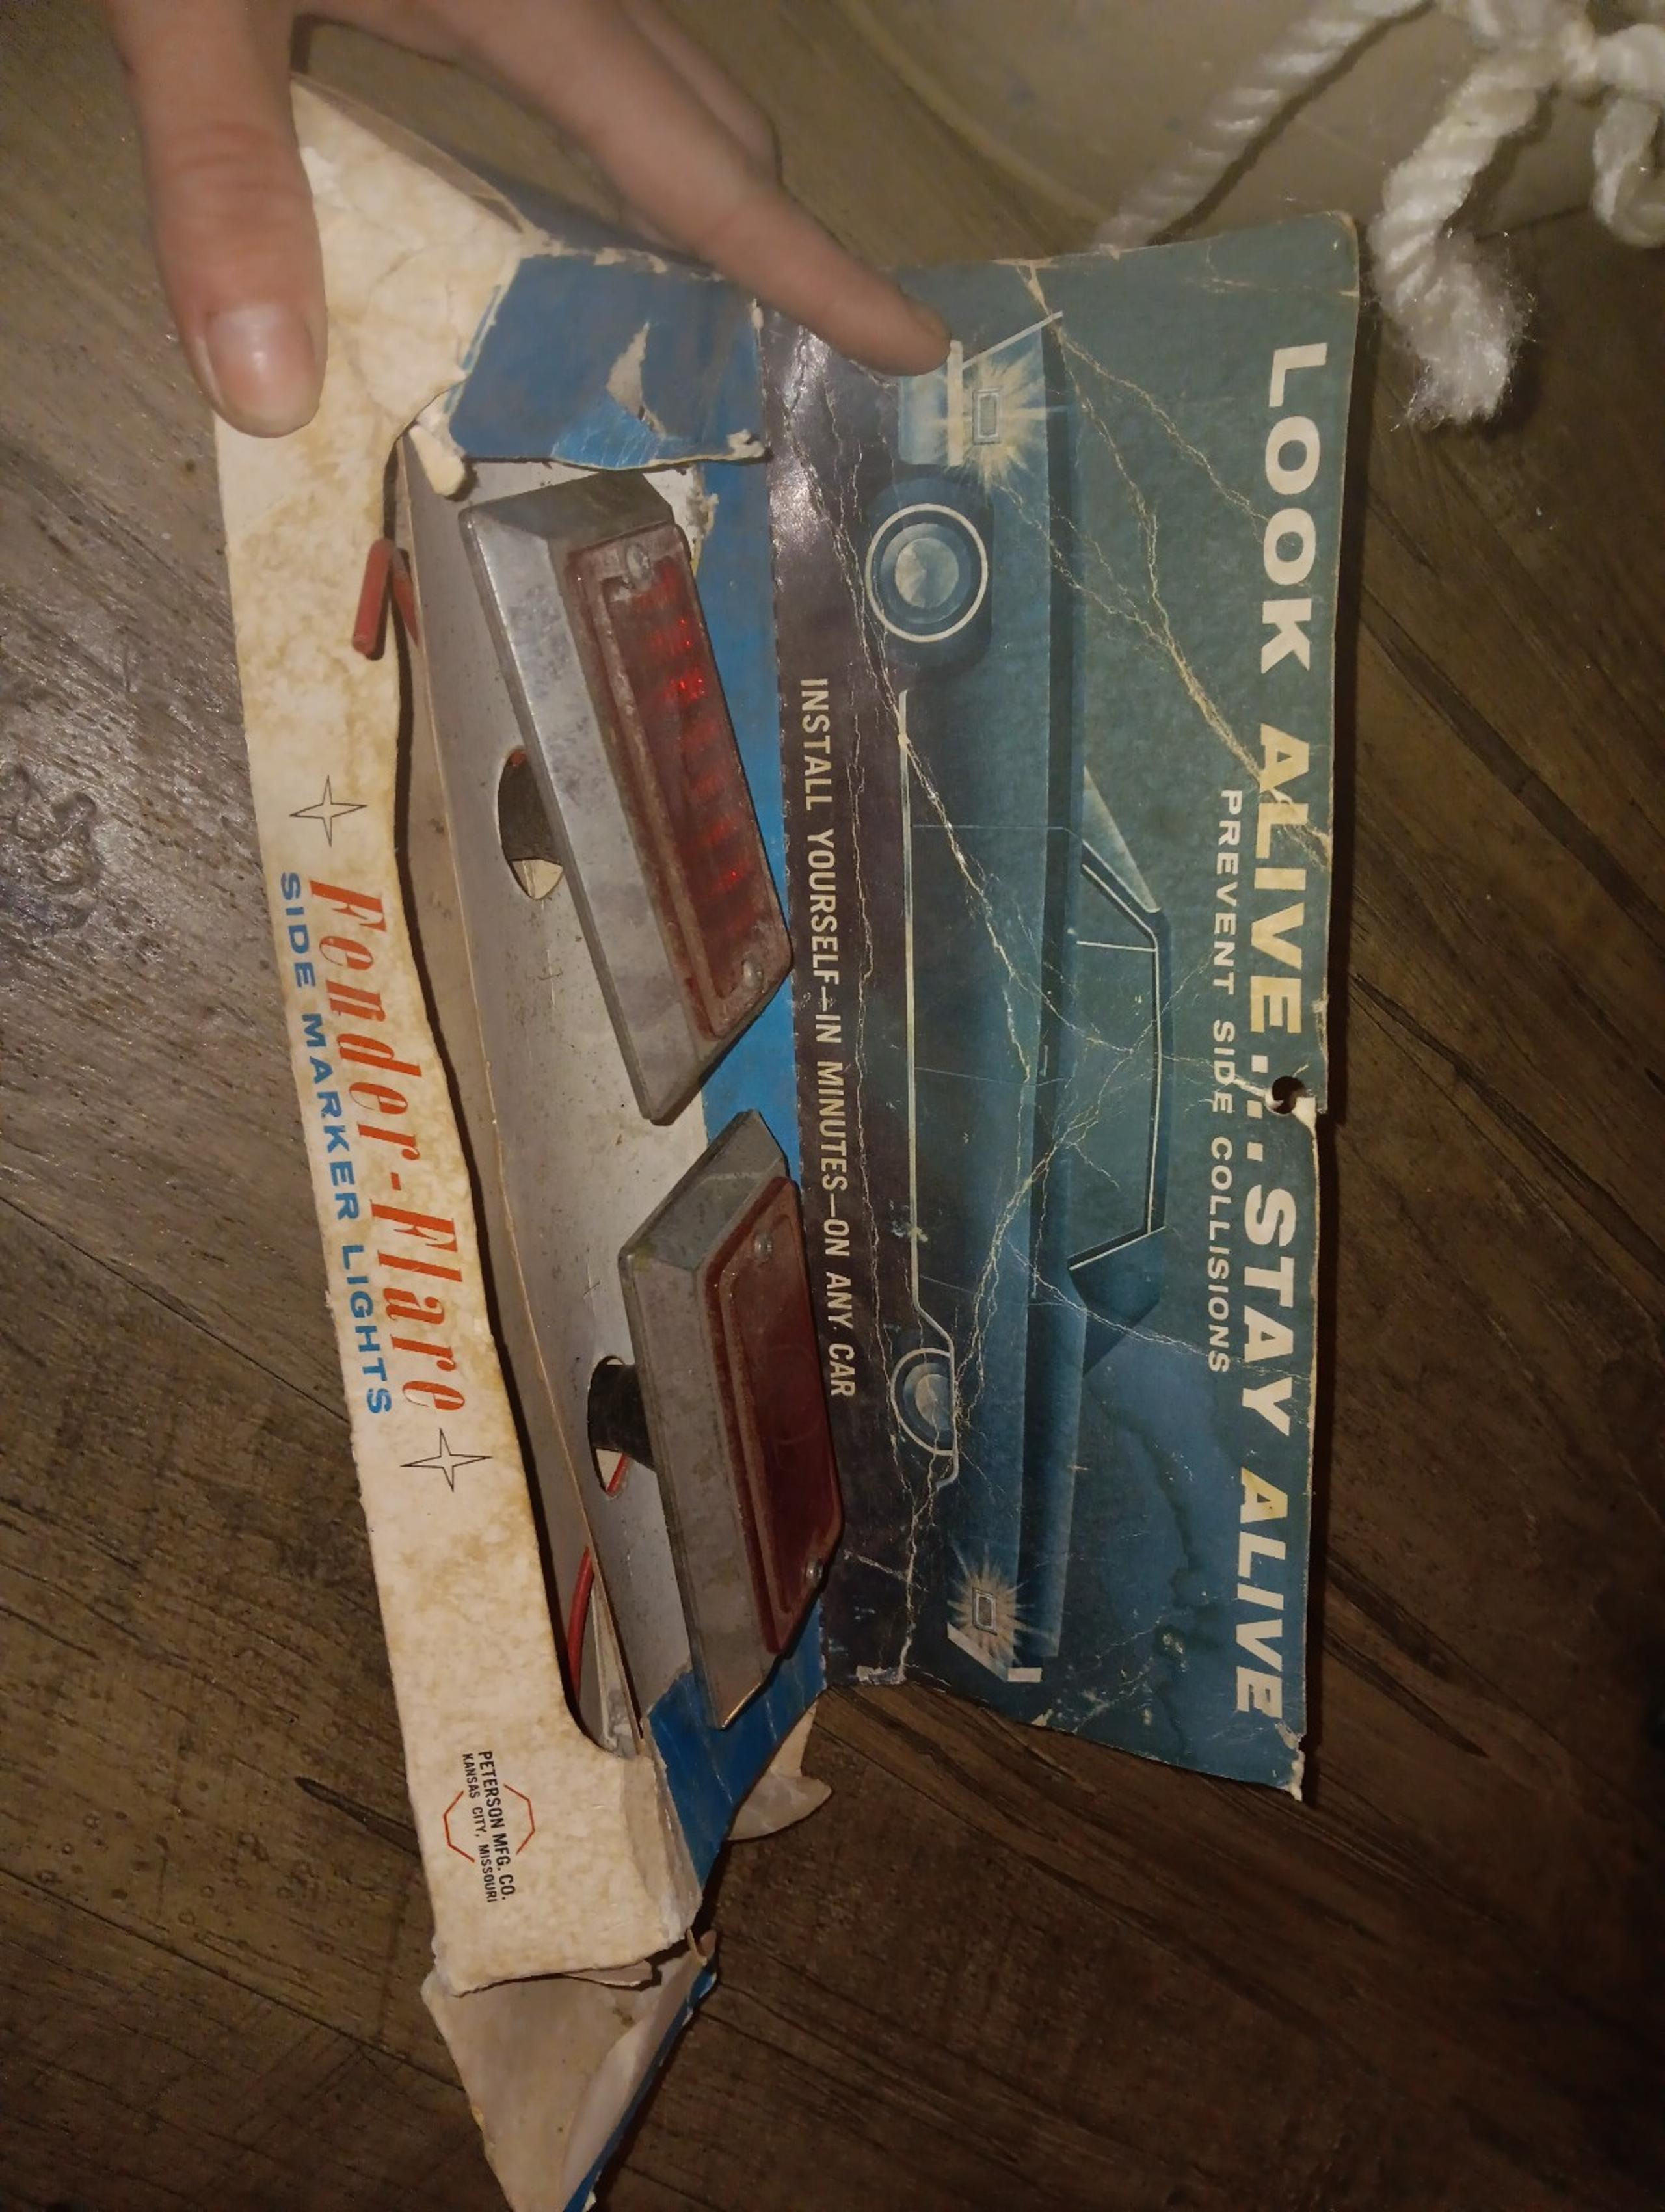 LOOK ALIVE....STAY ALIVE
PREVENT SIDE COLLISIONS
INSTALL YOURSELF—IN MINUTES—ON ANY CAR
Fender-Flare
SIDE MARKER LIGHTS
PETERSON MFG. CO.
KANSAS CITY, MISSOURI